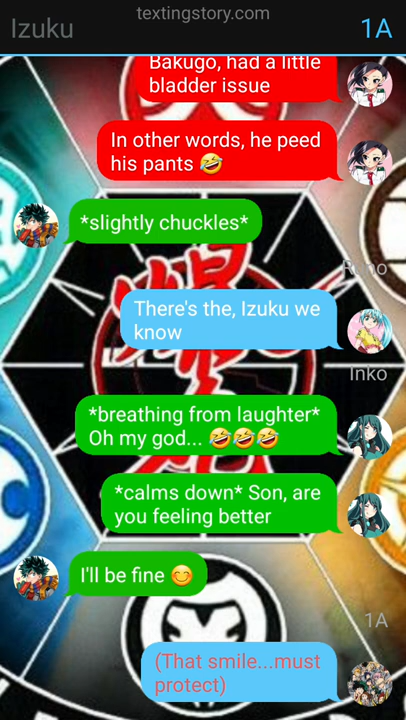 textingstory.com
Izuku
1A
Bakugo, had a little
bladder issue
In other words, he peed
his pants 🤣
*slightly chuckles*
There's the, Izuku we
know
Inko
*breathing from laughter*
Oh my god... 🤣🤣🤣
*calms down* Son, are
you feeling better
I'll be fine 😊
1A
(That smile...must
protect)